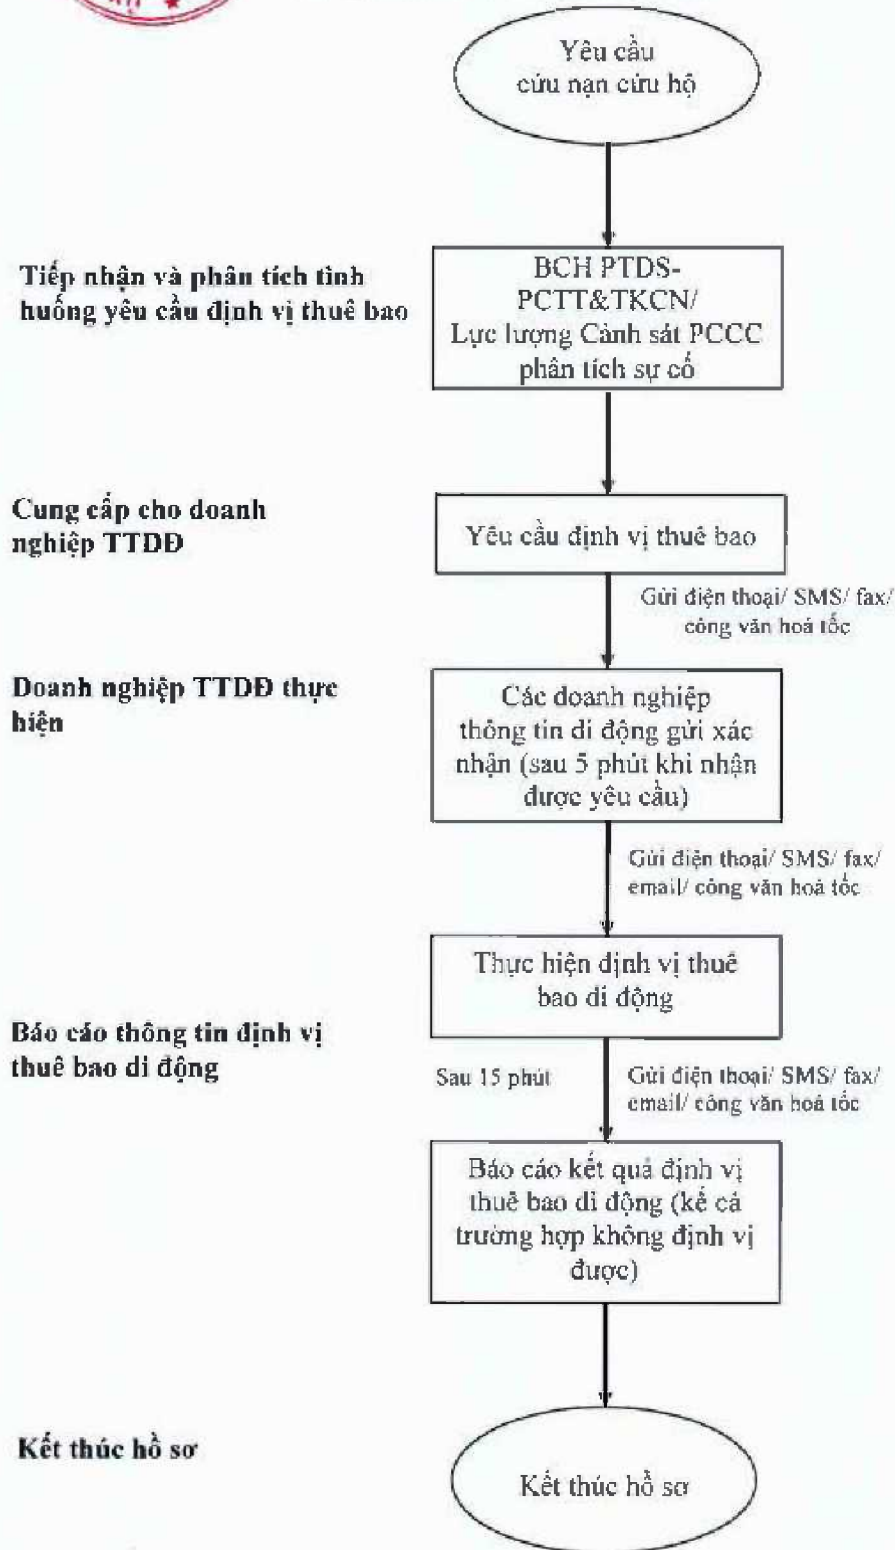 Yêu cầu
cứu nạn cứu hộ
Tiếp nhận và phân tích tình
huống yêu cầu định vị thuê bao
BCH PTDS-
PCTT&TKCN/
Lực lượng Cảnh sát PCCC
phân tích sự cố
Cung cấp cho doanh
nghiệp TTDĐ
Yêu cầu định vị thuê bao
Gửi điện thoại/ SMS/ fax/
công văn hoả tốc
Doanh nghiệp TTDĐ thực
hiện
Các doanh nghiệp
thông tin di động gửi xác
nhận (sau 5 phút khi nhận
được yêu cầu)
Gửi điện thoại/ SMS/ fax/
email/ công văn hoả tốc
Thực hiện định vị thuê
bao di động
Báo cáo thông tin định vị
thuê bao di động
Sau 15 phút
Gửi điện thoại/ SMS/ fax/
email/ công văn hoả tốc
Báo cáo kết quả định vị
thuê bao di động (kể cả
trường hợp không định vị
được)
Kết thúc hồ sơ
Kết thúc hồ sơ